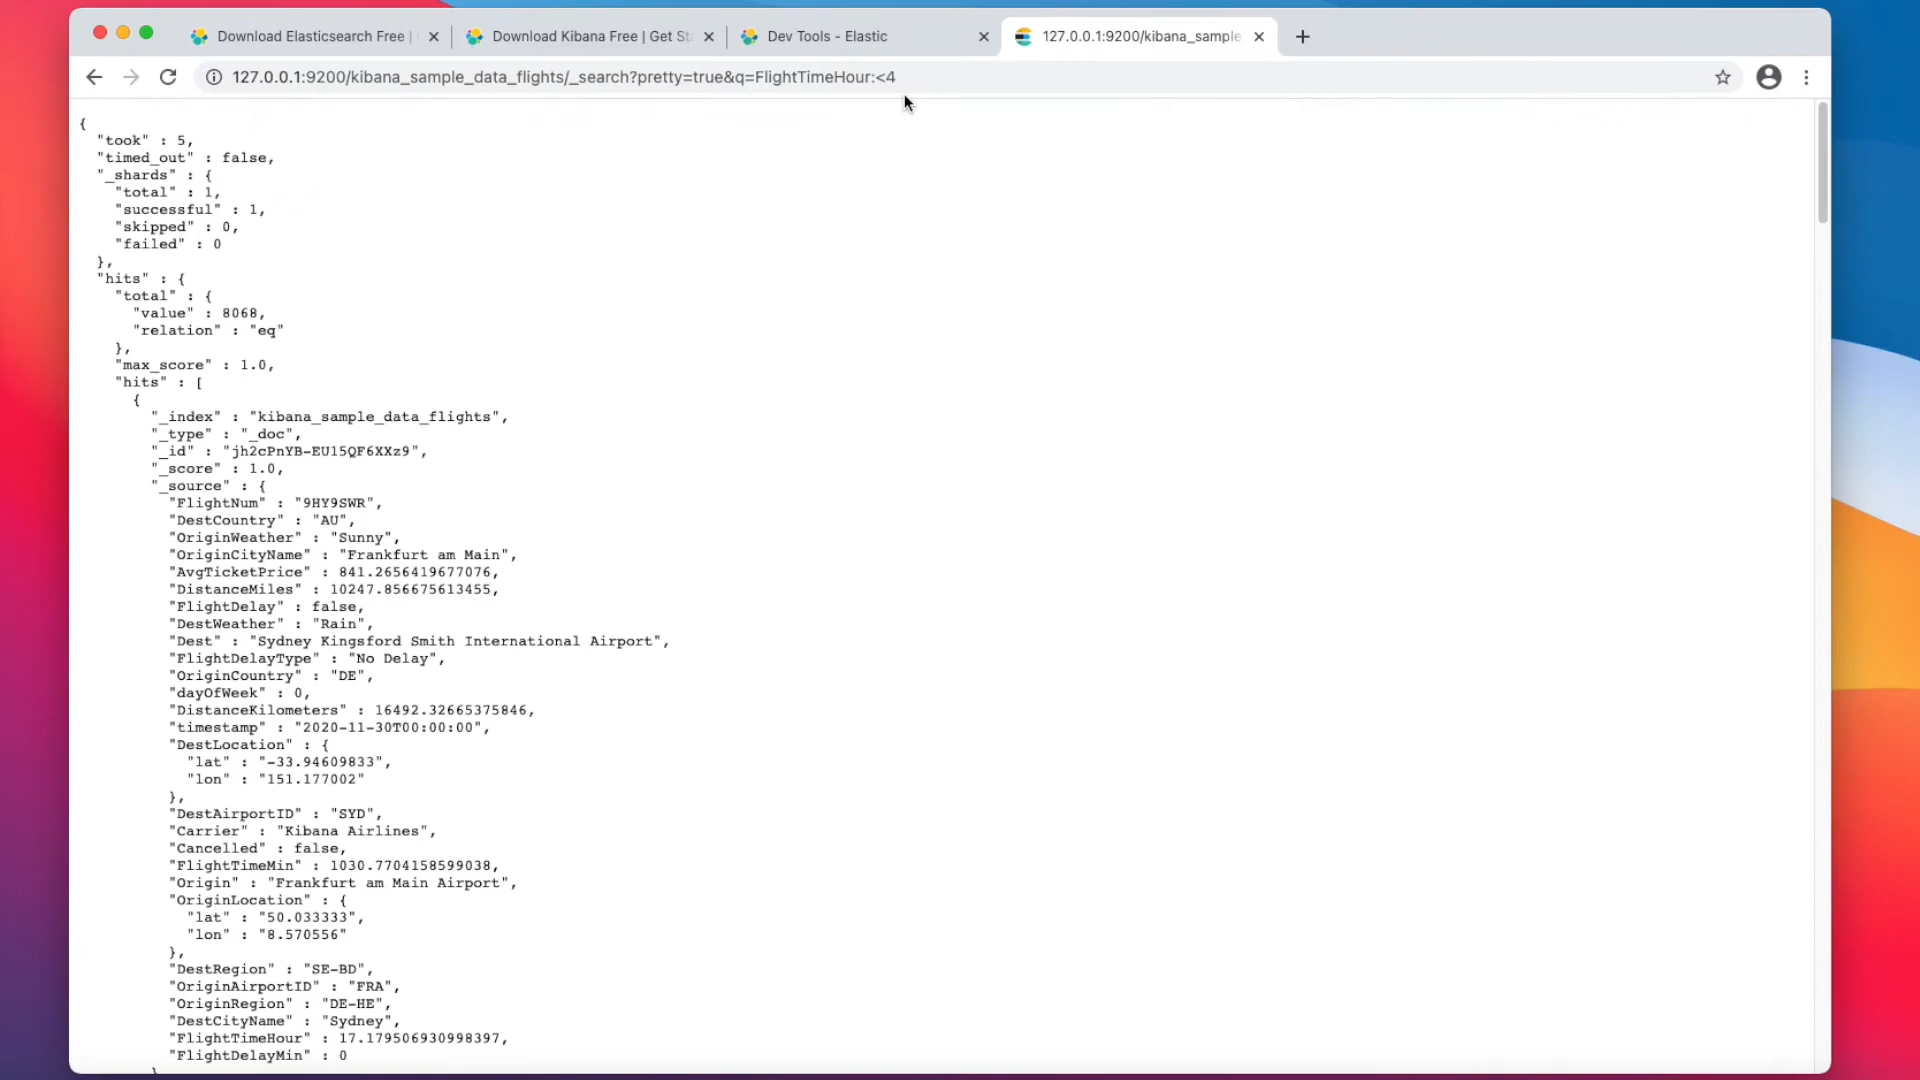 Download Elasticsearch Free |
Download Kibana Free | Get St
Dev Tools - Elastic
127.0.0.1:9200/kibana_sample
127.0.0.1:9200/kibana_sample_data_flights/_search?pretty=true&q=FlightTimeHour:<4
{
"took" : 5,
"timed_out" : false,
"_shards" : {
"total" : 1,
"successful" : 1,
"skipped" : 0,
"failed" : 0
},
"hits" : {
"total" : {
"value" : 8068,
"relation" : "eq"
},
"max_score" : 1.0,
"hits" : [
{
"_index" : "kibana_sample_data_flights",
"_type" : "_doc",
"_id" : "jh2cPnYB-EU15QF6XXz9",
"_score" : 1.0,
"_source" : {
"FlightNum" : "9HY9SWR",
"DestCountry" : "AU",
"OriginWeather" : "Sunny",
"OriginCityName" : "Frankfurt am Main",
"AvgTicketPrice" : 841.2656419677076,
"DistanceMiles" : 10247.856675613455,
"FlightDelay" : false,
"DestWeather" : "Rain",
"Dest" : "Sydney Kingsford Smith International Airport",
"FlightDelayType" : "No Delay",
"OriginCountry" : "DE",
"dayOfWeek" : 0,
"DistanceKilometers" : 16492.32665375846,
"timestamp" : "2020-11-30T00:00:00",
"DestLocation" : {
"lat" : "-33.94609833",
"lon" : "151.177002"
},
"DestAirportID" : "SYD",
"Carrier" : "Kibana Airlines",
"Cancelled" : false,
"FlightTimeMin" : 1030.7704158599038,
"Origin" : "Frankfurt am Main Airport",
"OriginLocation" : {
"lat" : "50.033333",
"lon" : "8.570556"
},
"DestRegion" : "SE-BD",
"OriginAirportID" : "FRA",
"OriginRegion" : "DE-HE",
"DestCityName" : "Sydney",
"FlightTimeHour" : 17.179506930998397,
"FlightDelayMin" : 0